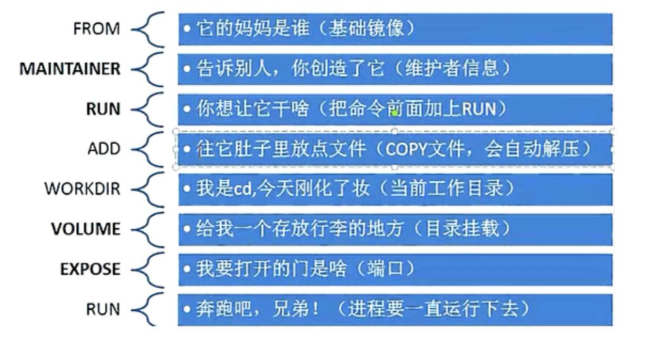 FROM
• 它的妈妈是谁（基础镜像）
MAINTAINER
• 告诉别人，你创造了它（维护者信息）
RUN
• 你想让它干啥（把命令前面加上RUN）
ADD
• 往它肚子里放点文件（COPY文件，会自动解压）
WORKDIR
• 我是cd,今天刚化了妆（当前工作目录）
VOLUME
• 给我一个存放行李的地方（目录挂载）
EXPOSE
• 我要打开的门是啥（端口）
RUN
• 奔跑吧，兄弟！（进程要一直运行下去）